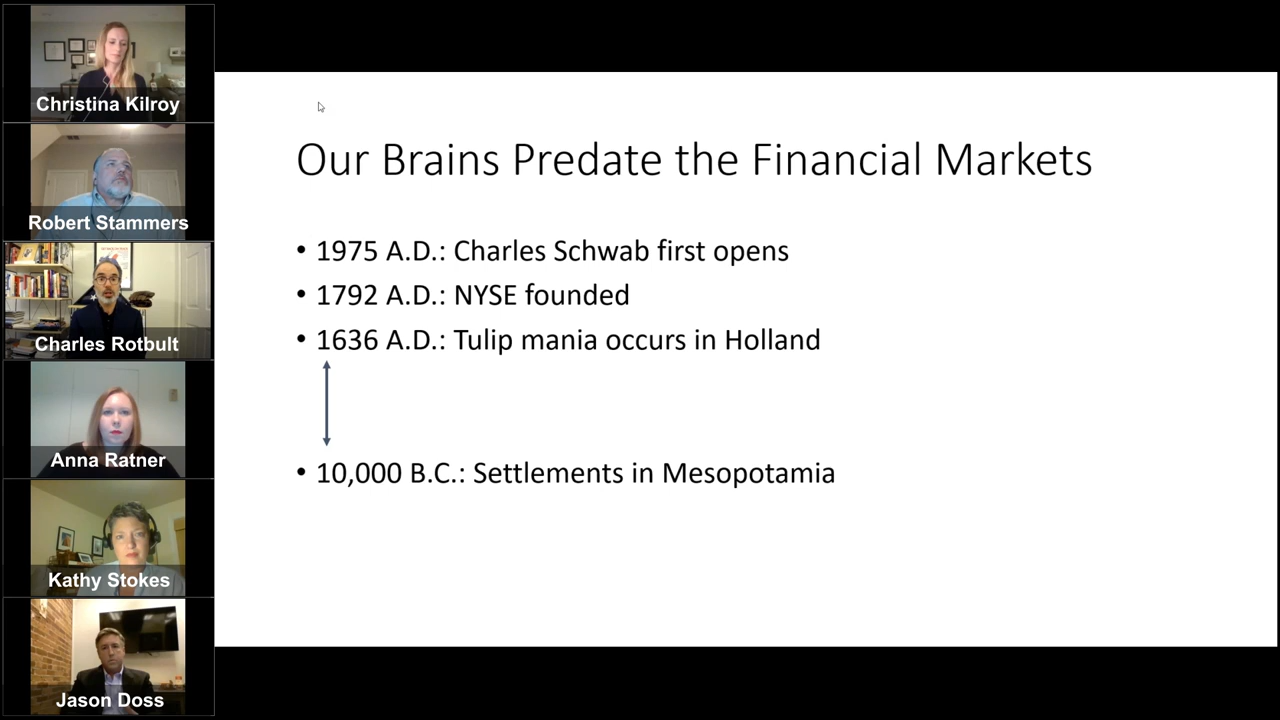 Christina Kilroy
Robert Stammers
Charles Rotbult
Anna Ratner
Kathy Stokes
Jason Doss
Our Brains Predate the Financial Markets
• 1975 A.D.: Charles Schwab first opens
• 1792 A.D.: NYSE founded
• 1636 A.D.: Tulip mania occurs in Holland
• 10,000 B.C.: Settlements in Mesopotamia